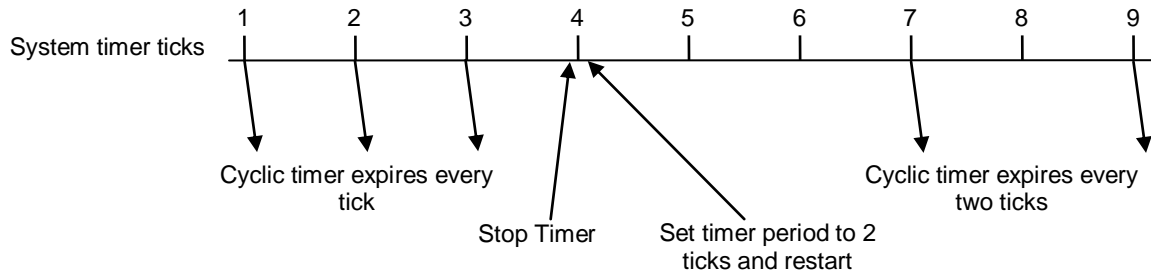 1 2 3 4 5 6 7 8 9
System timer ticks
Cyclic timer expires every
tick
Cyclic timer expires every
two ticks
Stop Timer
Set timer period to 2
ticks and restart